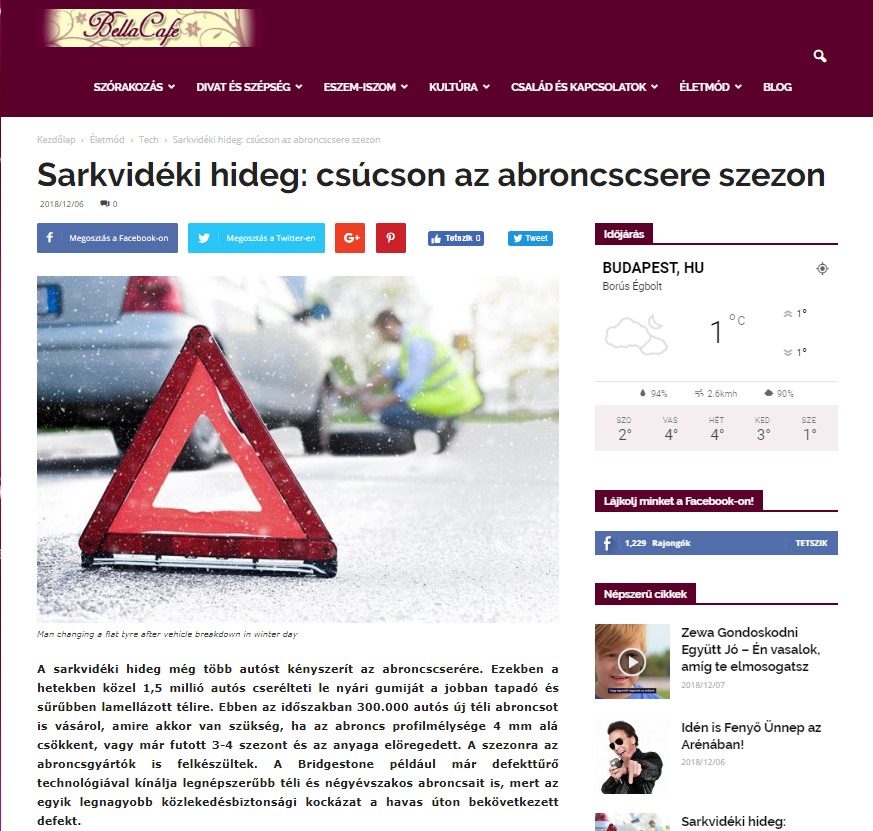 BellaCafe
SZÓRAKOZÁS DIVAT ÉS SZÉPSÉG ESZEM-ISZOM KULTÚRA CSALÁD ÉS KAPCSOLATOK ÉLETMÓD BLOG
Kezdőlap › Életmód › Tech › Sarkvidéki hideg: csúcson az abroncscsere szezon
Sarkvidéki hideg: csúcson az abroncscsere szezon
2018/12/06 0
Megosztás a Facebook-on Megosztás a Twitter-en G+ Tetszik 0 Tweet
Man changing a flat tyre after vehicle breakdown in winter day
A sarkvidéki hideg még több autóst kényszerít az abroncscserére. Ezekben a
hetekben közel 1,5 millió autós cserélteti le nyári gumiját a jobban tapadó és
sűrűbben lamellázott télire. Ebben az időszakban 300.000 autós új téli abroncsot
is vásárol, amire akkor van szükség, ha az abroncs profilmélysége 4 mm alá
csökkent, vagy már futott 3-4 szezont és az anyaga elöregedett. A szezonra az
abroncsgyártók is felkészültek. A Bridgestone például már defekttűrő
technológiával kínálja legnépszerűbb téli és négyévszakos abroncsait is, mert az
egyik legnagyobb közlekedésbiztonsági kockázat a havas úton bekövetkezett
defekt.
Időjárás
BUDAPEST, HU
Borús Égbolt
1 °C
1°
1°
94% 2.6kmh 90%
SZO VAS HÉT KED SZE
2° 4° 4° 3° 1°
Lájkolj minket a Facebook-on!
1,229 Rajongók TETSZIK
Népszerű cikkek
Zewa Gondoskodni
Együtt Jó – Én vasalok,
amíg te elmosogatsz
2018/12/07
Idén is Fenyő Ünnep az
Arénában!
2018/12/06
Sarkvidéki hideg: